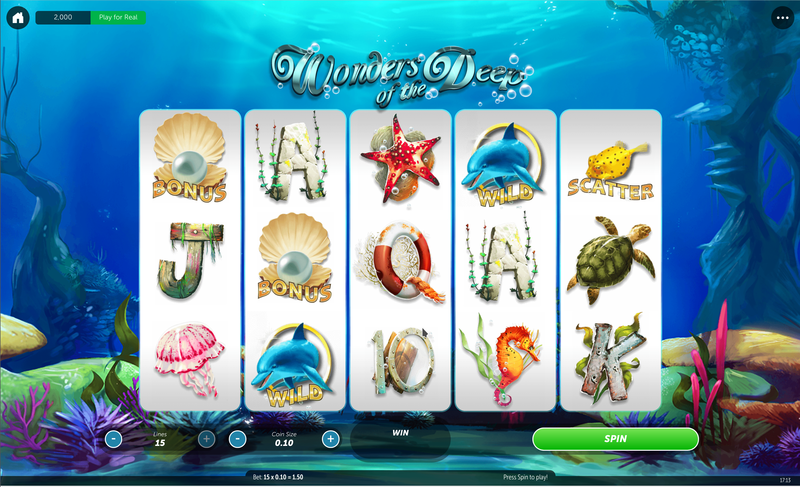 2,000 Play for Real
Wonders
of the
Deep
BONUS A WILD SCATTER
J BONUS Q A
WILD 10 K
Lines
15
Coin Size
0.10
WIN
SPIN
Bet: 15 x 0.10 = 1.50
Press Spin to play!
17:13